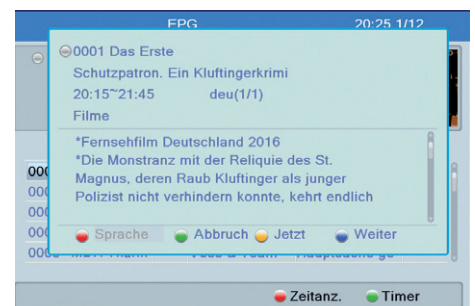 EPG 20:25 1/12
0001 Das Erste
Schutzpatron. Ein Kluftingerkrimi
20:15~21:45 deu(1/1)
Filme
*Fernsehfilm Deutschland 2016
*Die Monstranz mit der Reliquie des St.
Magnus, deren Raub Kluftinger als junger
Polizist nicht verhindern konnte, kehrt endlich
Sprache Abbruch Jetzt Weiter
Zeitanz. Timer